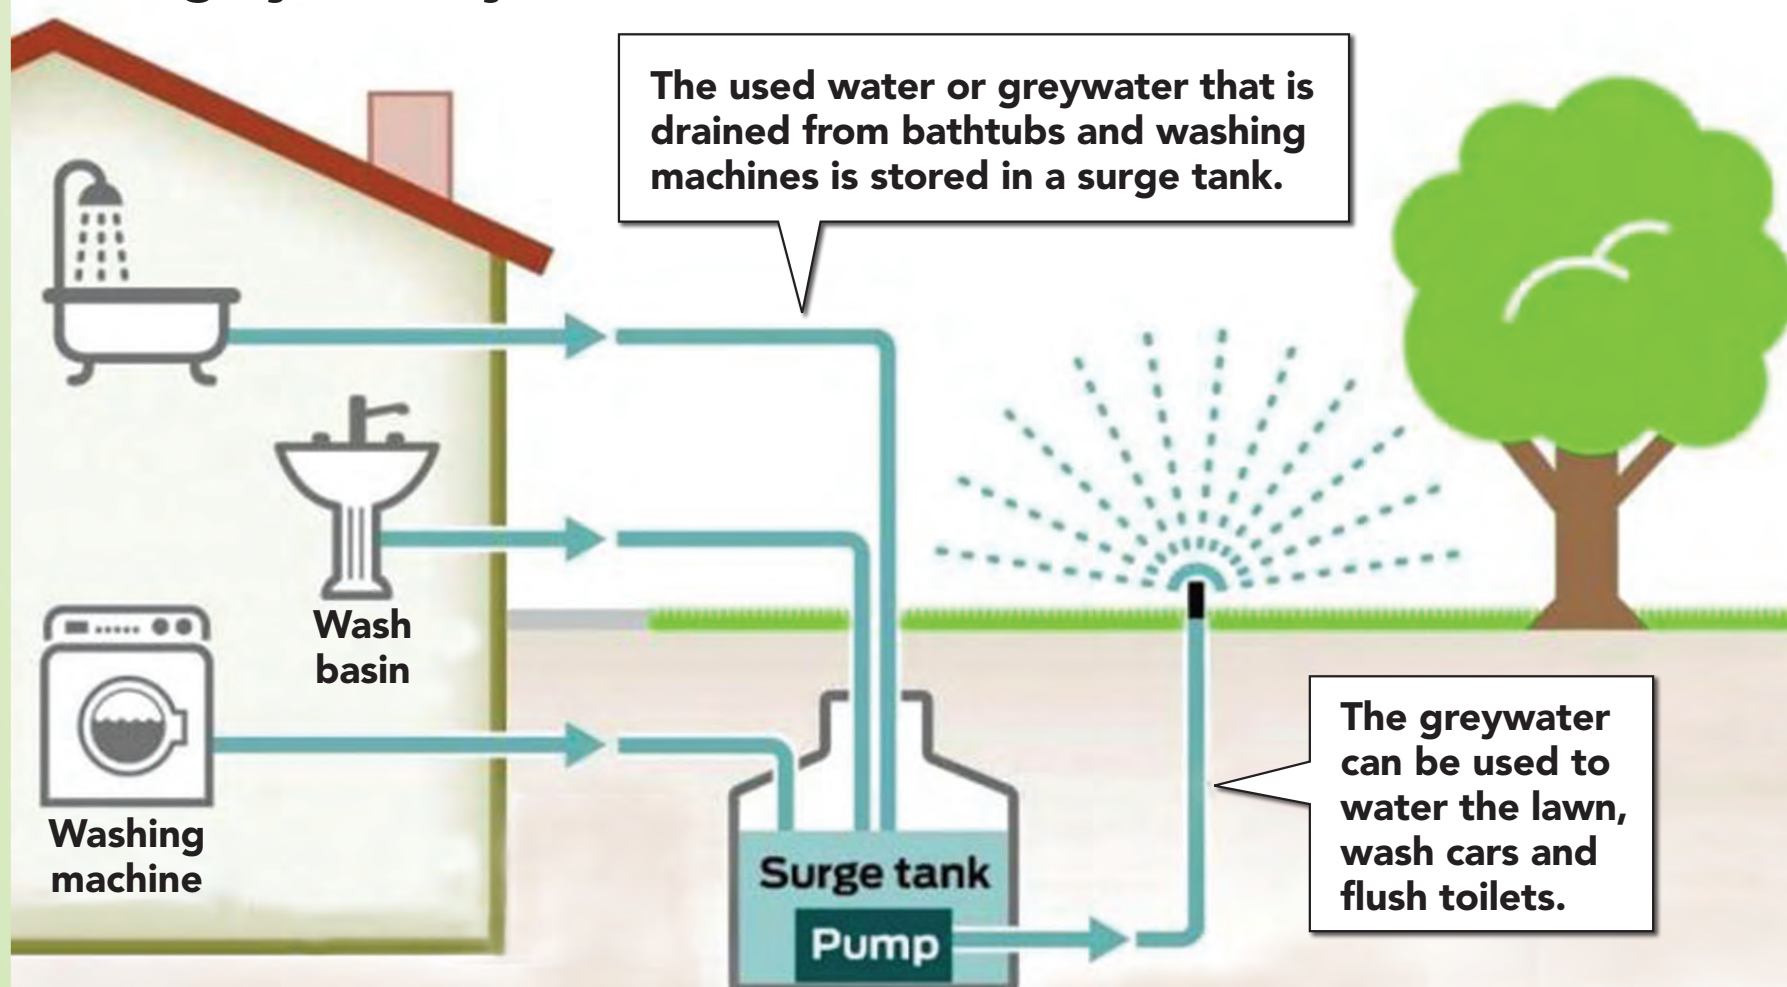 The used water or greywater that is
drained from bathtubs and washing
machines is stored in a surge tank.
Wash
basin
Washing
machine
Surge tank
Pump
The greywater
can be used to
water the lawn,
wash cars and
flush toilets.